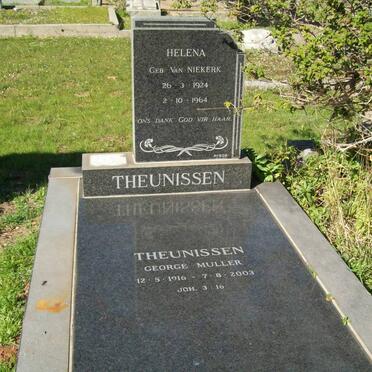 HELENA
GEB VAN NIEKERK
26 · 3 · 1924
2 · 10 · 1964
ONS DANK GOD VIR HAAR
THEUNISSEN
THEUNISSEN
GEORGE MULLER
12 · 5 · 1916 - 7 · 8 · 2003
JOH. 3 : 16